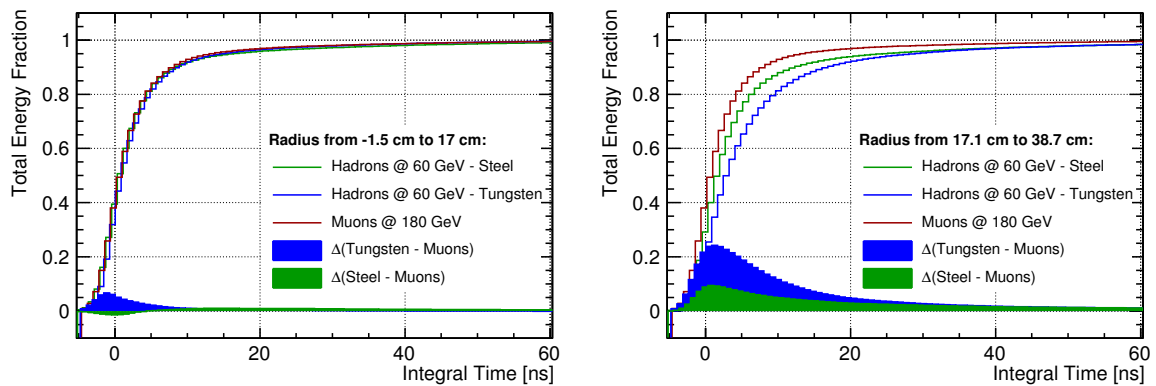 Total Energy Fraction
1
0.8
0.6
0.4
0.2
0
Radius from -1.5 cm to 17 cm:
Hadrons @ 60 GeV - Steel
Hadrons @ 60 GeV - Tungsten
Muons @ 180 GeV
Δ(Tungsten - Muons)
Δ(Steel - Muons)
0 20 40 60
Integral Time [ns]
Total Energy Fraction
1
0.8
0.6
0.4
0.2
0
Radius from 17.1 cm to 38.7 cm:
Hadrons @ 60 GeV - Steel
Hadrons @ 60 GeV - Tungsten
Muons @ 180 GeV
Δ(Tungsten - Muons)
Δ(Steel - Muons)
0 20 40 60
Integral Time [ns]